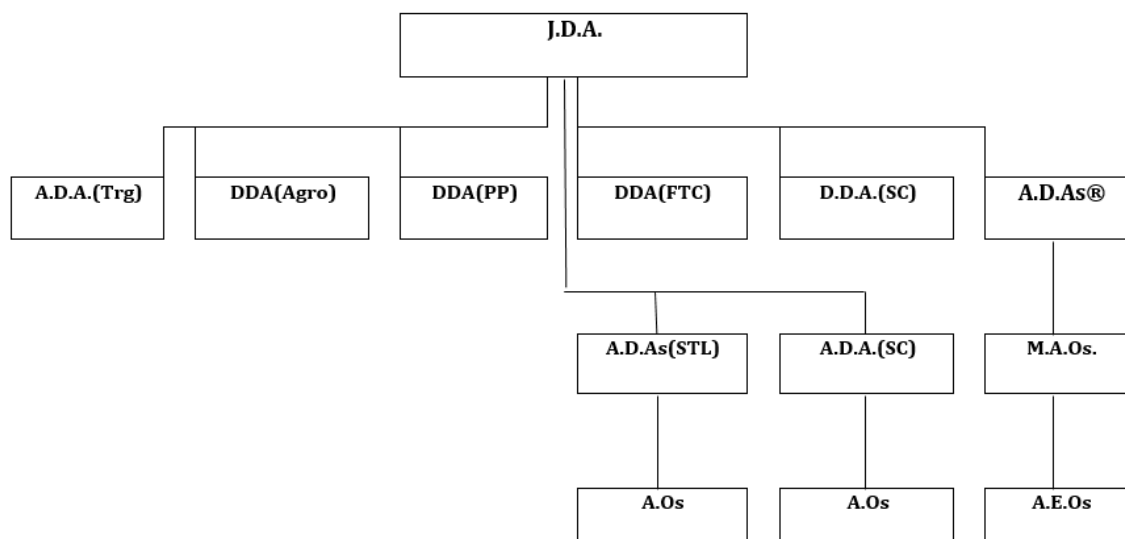 J.D.A.
A.D.A.(Trg)
DDA(Agro)
DDA(PP)
DDA(FTC)
D.D.A.(SC)
A.D.As®
A.D.As(STL)
A.D.A.(SC)
M.A.Os.
A.Os
A.Os
A.E.Os